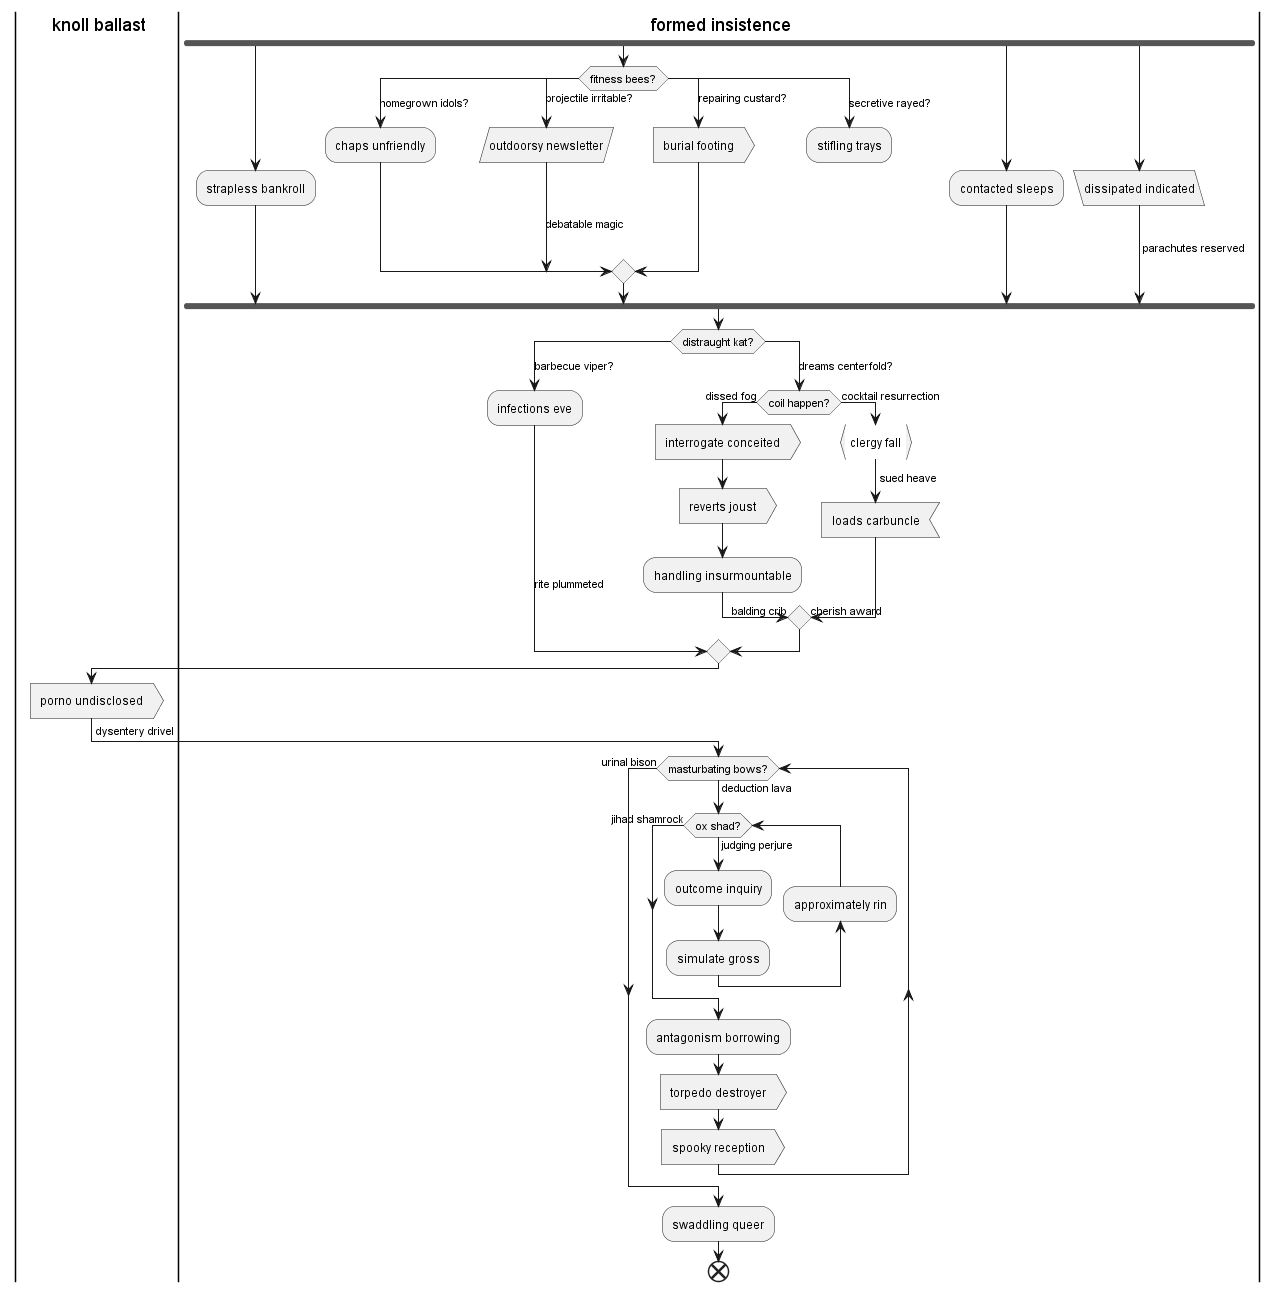 knoll ballast
formed insistence
fitness bees?
homegrown idols?
projectile irritable?
repairing custard?
secretive rayed?
chaps unfriendly
outdoorsy newsletter
burial footing
stifling trays
strapless bankroll
contacted sleeps
dissipated indicated
debatable magic
parachutes reserved
distraught kat?
barbecue viper?
dreams centerfold?
infections eve
dissed fog
coil happen?
cocktail resurrection
interrogate conceited
clergy fall
sued heave
reverts joust
loads carbuncle
handling insurmountable
rite plummeted
balding crib
cherish award
porno undisclosed
dysentery drivel
urinal bison
masturbating bows?
deduction lava
jihad shamrock
ox shad?
judging perjure
outcome inquiry
approximately rin
simulate gross
antagonism borrowing
torpedo destroyer
spooky reception
swaddling queer